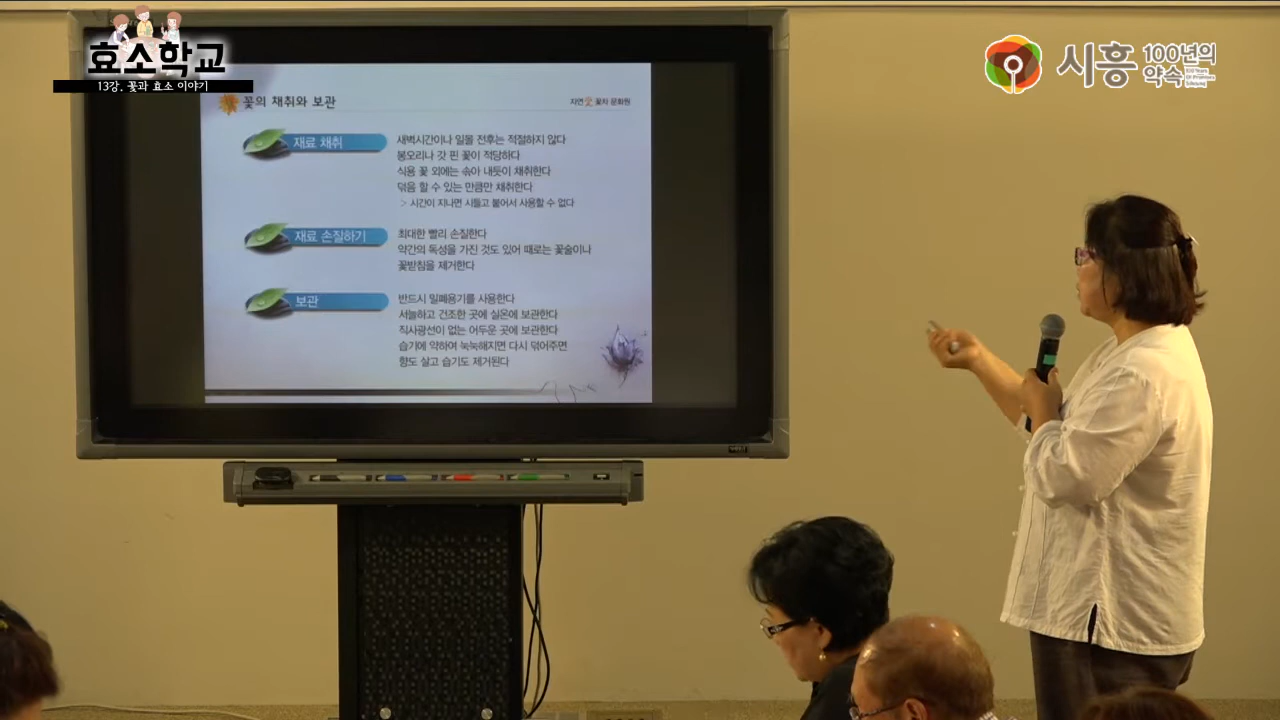 효소학교
13강. 꽃과 효소 이야기
시흥 100년의 약속
꽃의 채취와 보관
자연꽃 꽃차 문화원
재료 채취
새벽시간이나 일몰 전후는 적절하지 않다
봉오리나 갓 핀 꽃이 적당하다
식용 꽃 외에는 솎아 내듯이 채취한다
덖음 할 수 있는 만큼만 채취한다
> 시간이 지나면 시들고 붙어서 사용할 수 없다
재료 손질하기
최대한 빨리 손질한다
약간의 독성을 가진 것도 있어 때로는 꽃술이나
꽃받침을 제거한다
보관
반드시 밀폐용기를 사용한다
서늘하고 건조한 곳에 실온에 보관한다
직사광선이 없는 어두운 곳에 보관한다
습기에 약하여 눅눅해지면 다시 덖어주면
향도 살고 습기도 제거된다